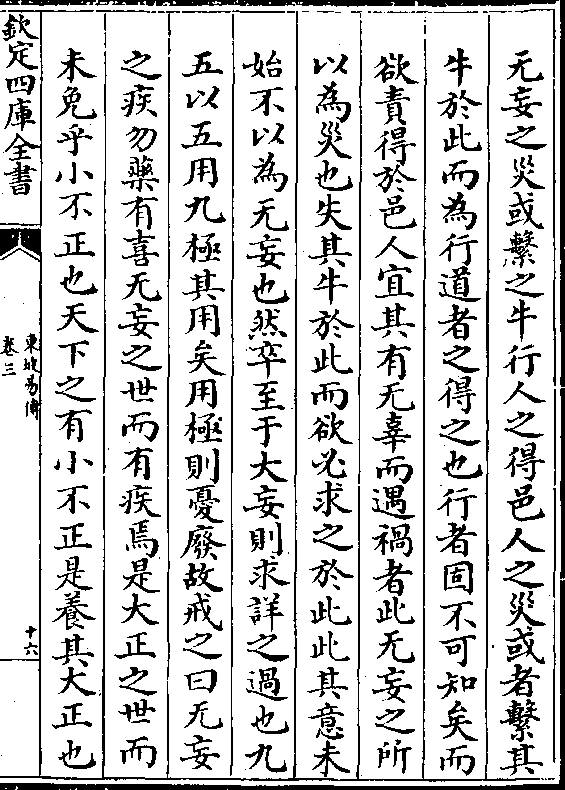 无妄之災或繫之牛行人之得邑人之災或者繫其
牛於此而為行道者之得之也行者固不可知矣而
欲責得於邑人宜其有无辜而遇禍者此无妄之所
以為災也失其牛於此而欲必求之於此此其意未
始不以為无妄也然卒至于大妄則求詳之過也九
五以五用九極其用矣用極則憂廢故戒之曰无妄
之疾勿藥有喜无妄之世而有疾焉是大正之世而
未免乎小不正也天下之有小不正是養其大正也
欽定四庫全書
東坡易傳
卷三
十六